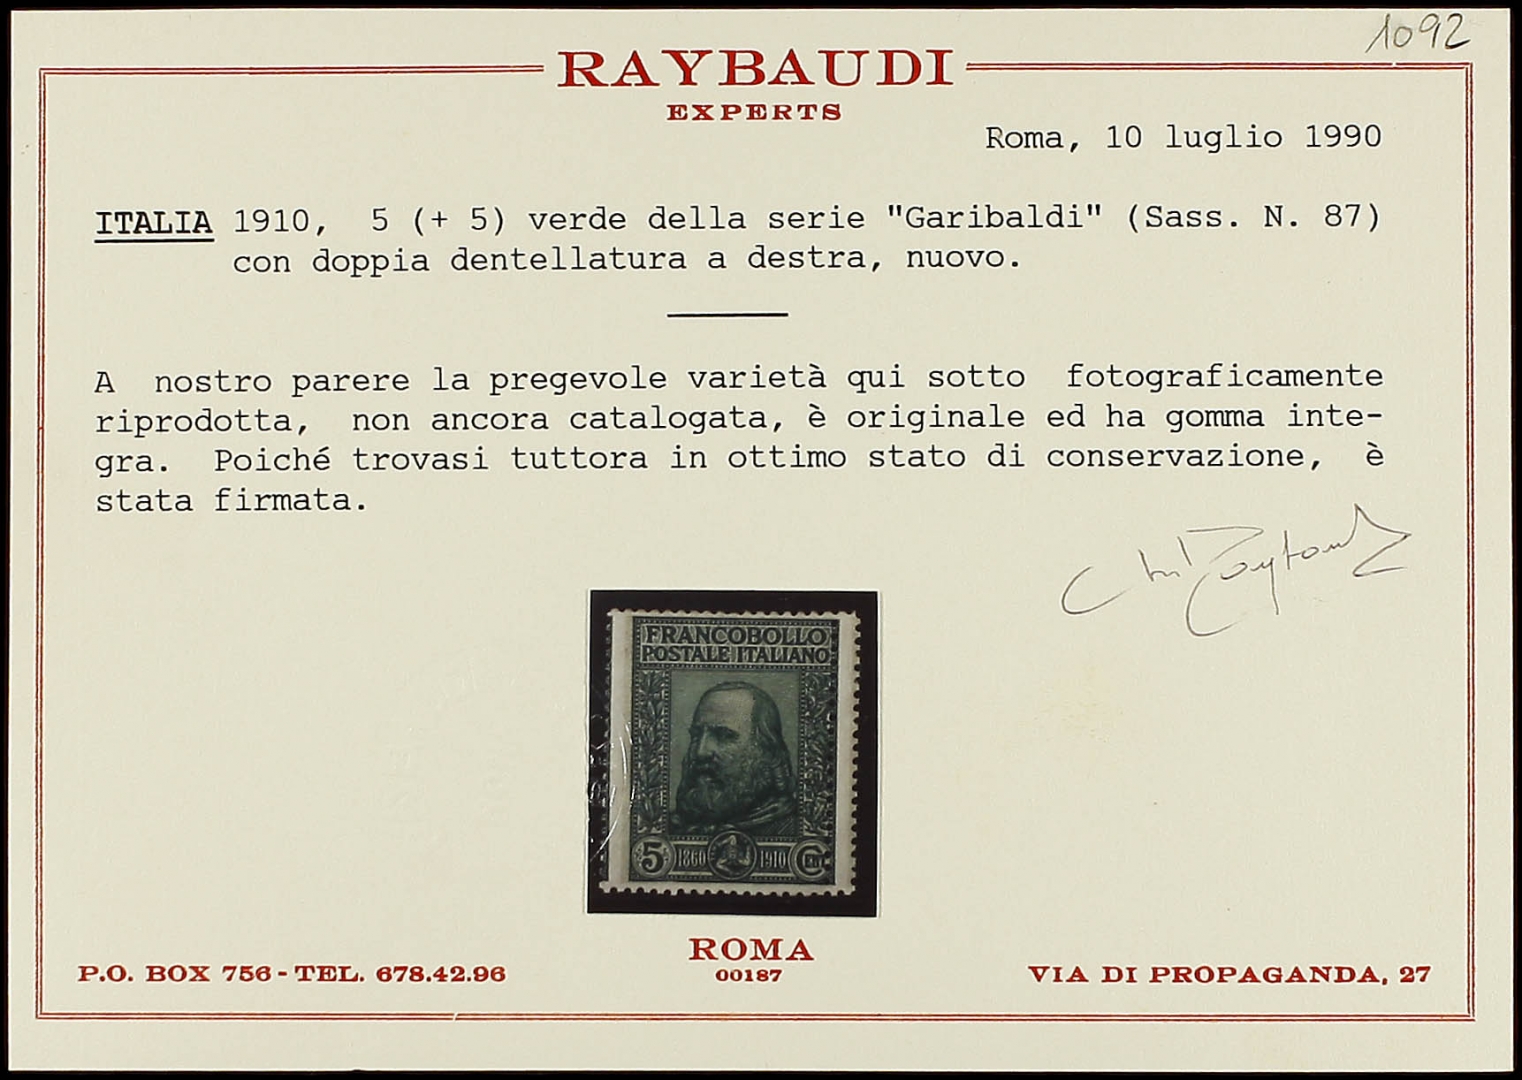 1092
RAYBAUDI
EXPERTS
Roma, 10 luglio 1990
ITALIA 1910, 5 (+ 5) verde della serie "Garibaldi" (Sass. N. 87)
con doppia dentellatura a destra, nuovo.
A nostro parere la pregevole varietà qui sotto fotograficamente
riprodotta, non ancora catalogata, è originale ed ha gomma inte-
gra. Poiché trovasi tuttora in ottimo stato di conservazione, è
stata firmata.
FRANCOBOLLO
POSTALE ITALIANO
5 1860 1910 CENT
ROMA
00187
P.O. BOX 756 - TEL. 678.42.96
VIA DI PROPAGANDA, 27